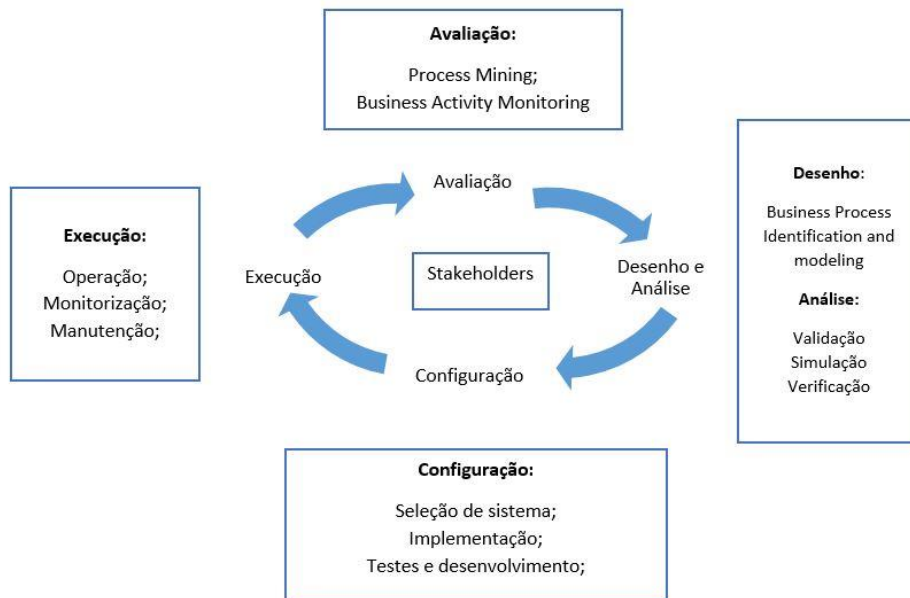 Avaliação:
Process Mining;
Business Activity Monitoring
Avaliação
Desenho e
Análise
Configuração
Execução
Stakeholders
Desenho:
Business Process
Identification and
modeling
Análise:
Validação
Simulação
Verificação
Execução:
Operação;
Monitorização;
Manutenção;
Configuração:
Seleção de sistema;
Implementação;
Testes e desenvolvimento;